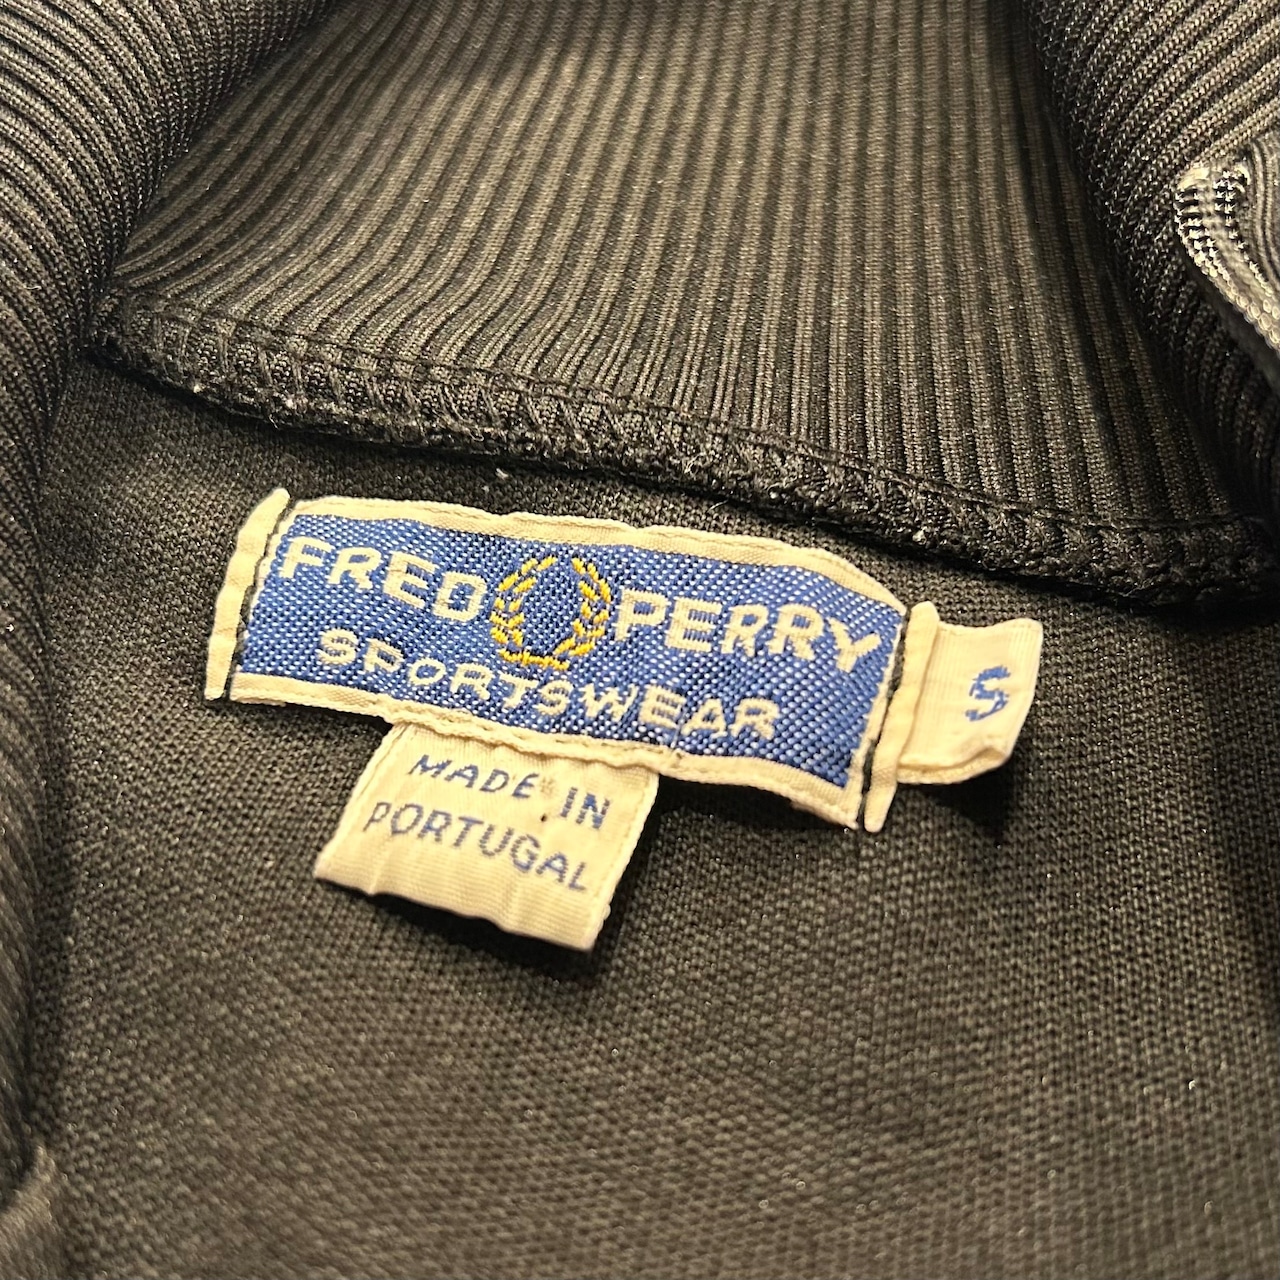 FRED PERRY
SPORTSWEAR
S
MADE IN
PORTUGAL